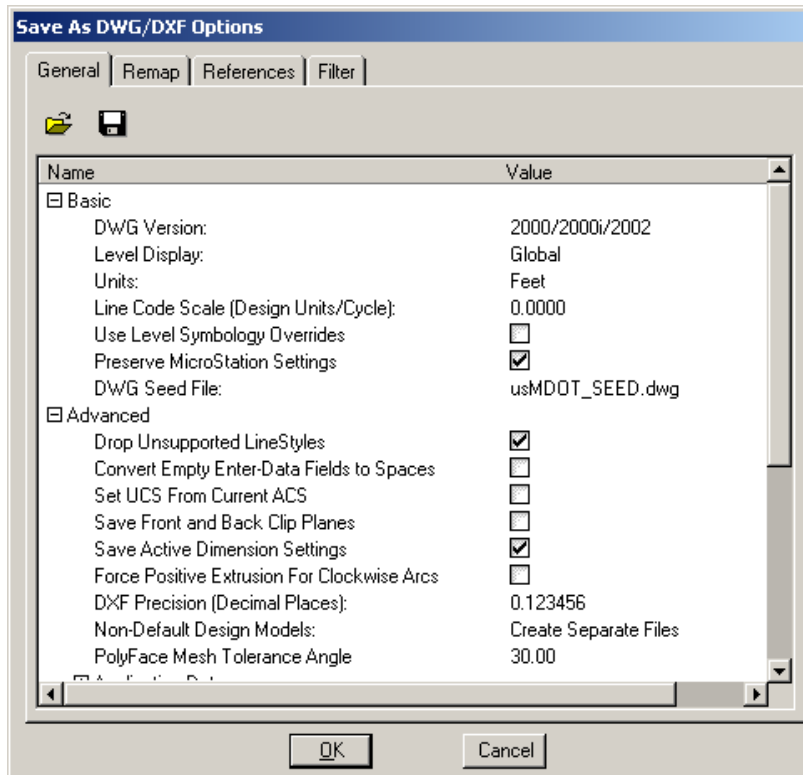 Save As DWG/DXF Options
General Remap References Filter
Name Value
Basic
DWG Version: 2000/2000i/2002
Level Display: Global
Units: Feet
Line Code Scale (Design Units/Cycle): 0.0000
Use Level Symbology Overrides
Preserve MicroStation Settings
DWG Seed File: usMDOT_SEED.dwg
Advanced
Drop Unsupported LineStyles
Convert Empty Enter-Data Fields to Spaces
Set UCS From Current ACS
Save Front and Back Clip Planes
Save Active Dimension Settings
Force Positive Extrusion For Clockwise Arcs
DXF Precision (Decimal Places): 0.123456
Non-Default Design Models: Create Separate Files
PolyFace Mesh Tolerance Angle 30.00
OK Cancel